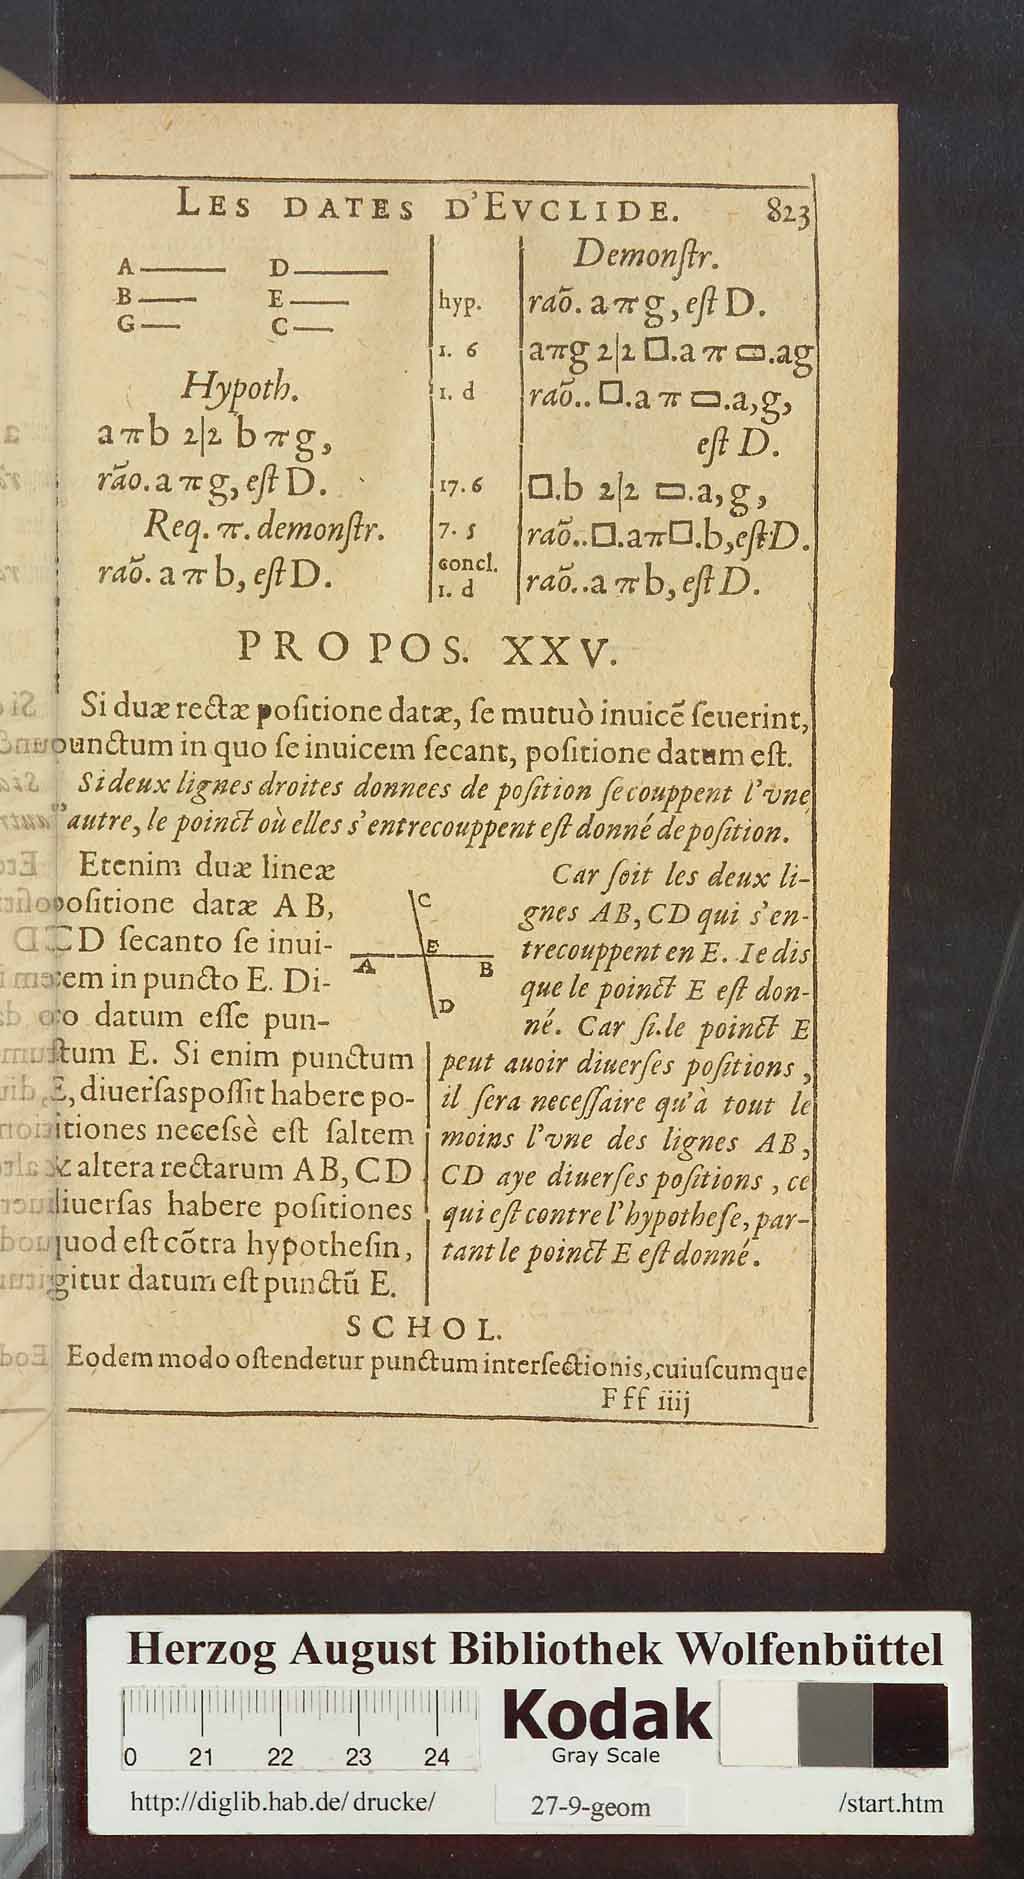 LES DATES D'EVCLIDE. 823
A D
B E
G C
Hypoth.
aπb 2|2 bπg,
rāo. aπg, est D.
Req. π. demonstr.
raõ. aπb, est D.
Demonstr.
hyp. raõ. aπg, est D.
1. 6 aπg 2|2 □.a π ▭.ag
1. d raõ.. □.a π ▭.a,g,
est D.
17. 6 □.b 2|2 ▭.a, g,
7. 5 raõ..□.aπ□.b, est D.
concl.
1. d raõ..aπb, est D.
PROPOS. XXV.
Si duæ rectæ positione datæ, se mutuò inuicẽ seuerint,
punctum in quo se inuicem secant, positione datum est.
Si deux lignes droites donnees de position se couppent l'vne
autre, le poinct où elles s'entrecouppent est donné de position.
Etenim duæ lineæ
positione datæ AB,
CD secanto se inui-
cem in puncto E. Di-
co datum esse pun-
ctum E. Si enim punctum
E, diuersas possit habere po-
sitiones necessè est saltem
& altera rectarum AB, CD
diuersas habere positiones
quod est cõtra hypothesin,
igitur datum est punctũ E.
C
E
A B
D
Car soit les deux li-
gnes AB, CD qui s'en-
trecouppent en E. Ie dis
que le poinct E est don-
né. Car si le poinct E
peut auoir diuerses positions,
il sera necessaire qu'à tout le
moins l'vne des lignes AB,
CD aye diuerses positions, ce
qui est contre l'hypothese, par-
tant le poinct E est donné.
SCHOL.
Eodem modo ostendetur punctum intersectionis, cuiuscumque
Fff iiij
Herzog August Bibliothek Wolfenbüttel
0 21 22 23 24
Kodak
Gray Scale
http://diglib.hab.de/drucke/ 27-9-geom /start.htm